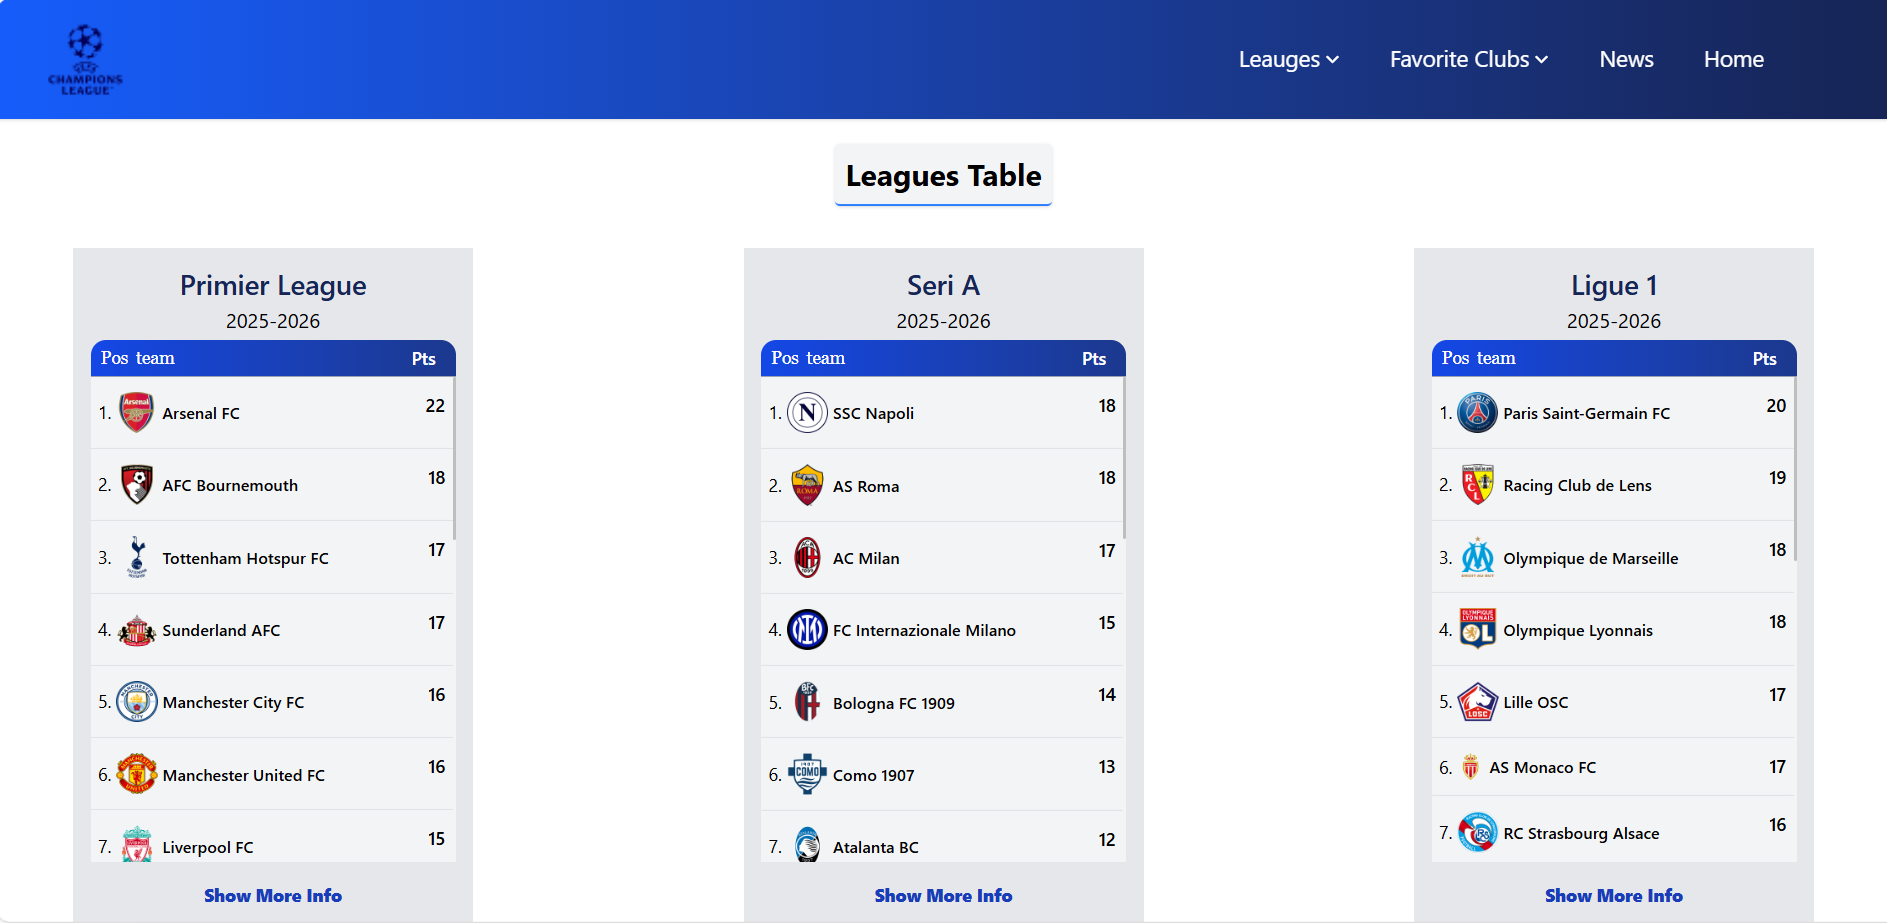 CHAMPIONS
LEAGUE
Leauges
Favorite Clubs
News
Home
Leagues Table
Primier League
2025-2026
Pos team Pts
1. Arsenal FC 22
2. AFC Bournemouth 18
3. Tottenham Hotspur FC 17
4. Sunderland AFC 17
5. Manchester City FC 16
6. Manchester United FC 16
7. Liverpool FC 15
Show More Info
Seri A
2025-2026
Pos team Pts
1. SSC Napoli 18
2. AS Roma 18
3. AC Milan 17
4. FC Internazionale Milano 15
5. Bologna FC 1909 14
6. Como 1907 13
7. Atalanta BC 12
Show More Info
Ligue 1
2025-2026
Pos team Pts
1. Paris Saint-Germain FC 20
2. Racing Club de Lens 19
3. Olympique de Marseille 18
4. Olympique Lyonnais 18
5. Lille OSC 17
6. AS Monaco FC 17
7. RC Strasbourg Alsace 16
Show More Info